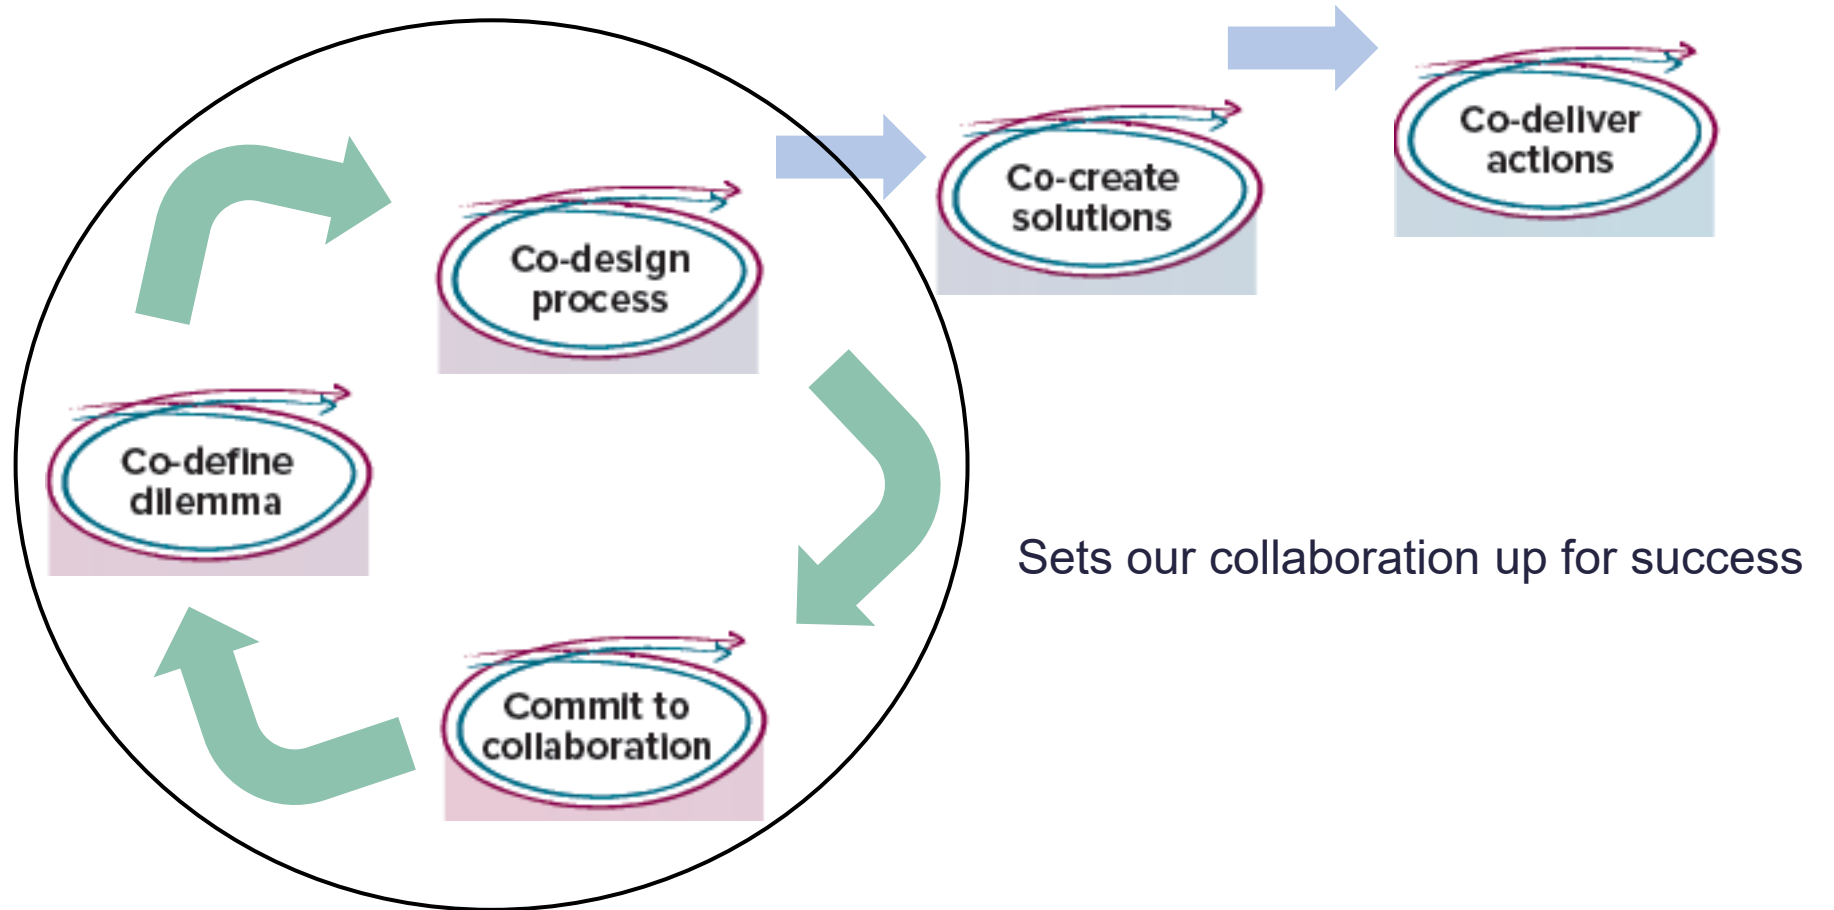 Co-deliver
actions
Co-create
solutions
Co-design
process
Co-define
dilemma
Sets our collaboration up for success
Commit to
collaboration